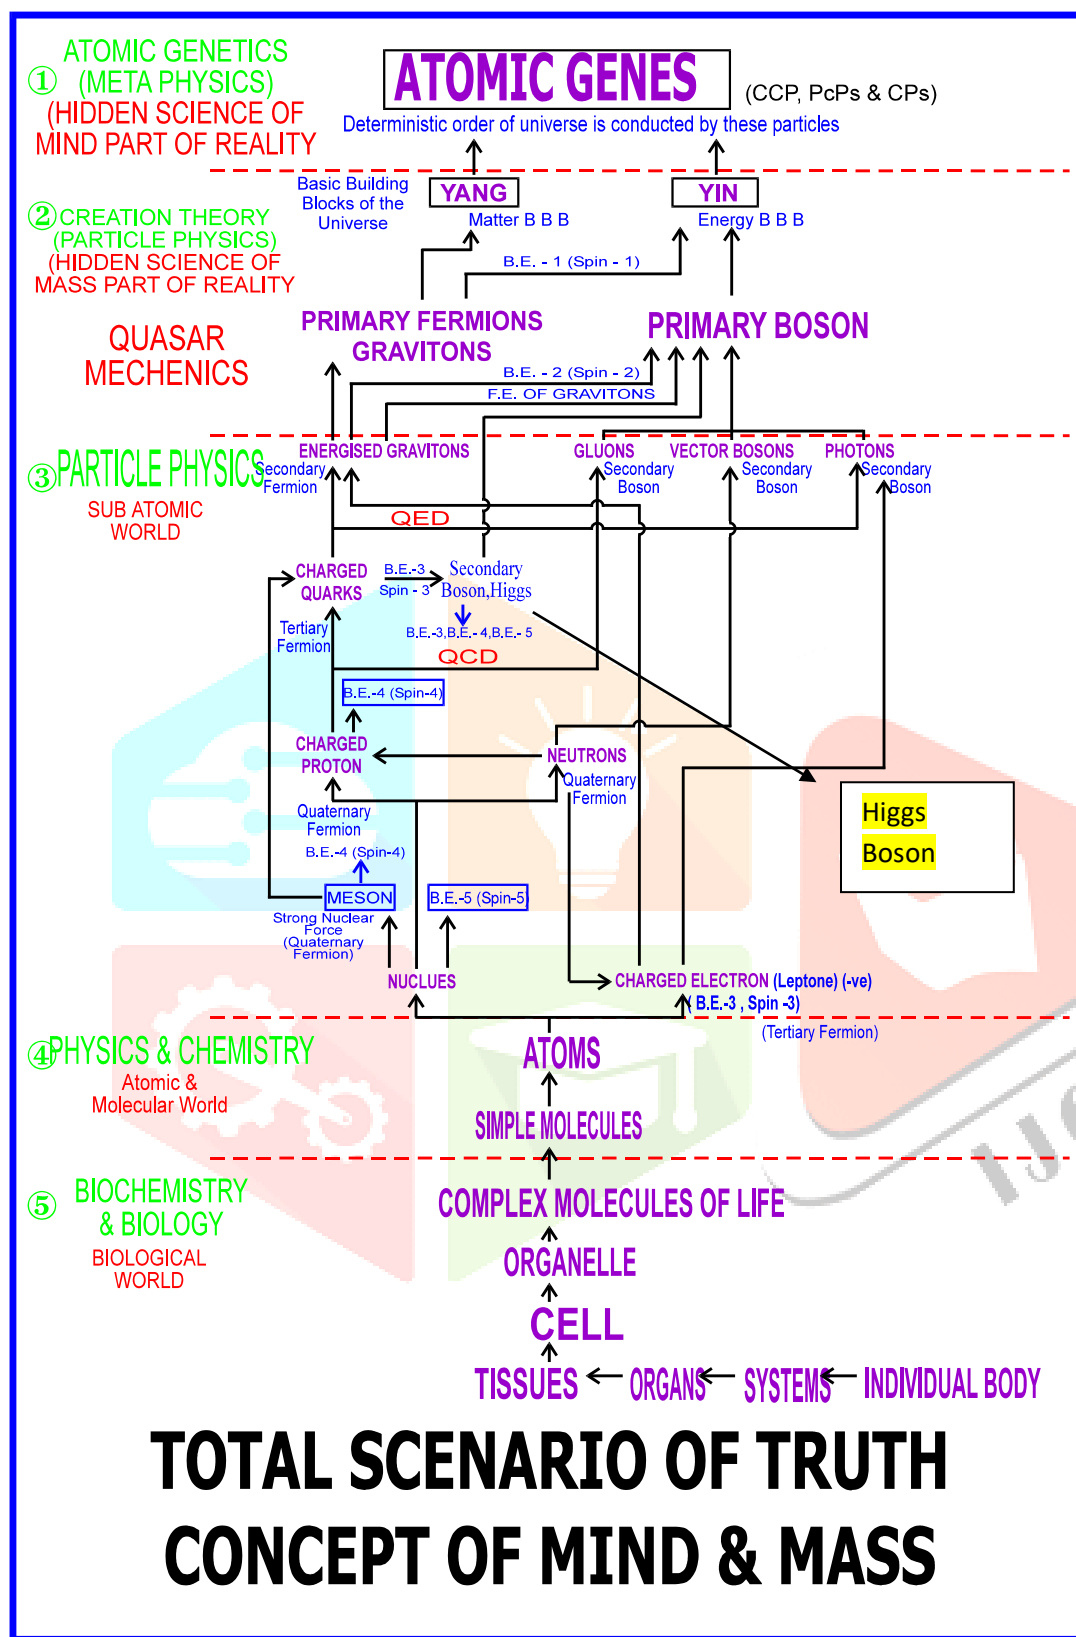 ATOMIC GENETICS
① (META PHYSICS)
(HIDDEN SCIENCE OF
MIND PART OF REALITY
ATOMIC GENES
(CCP, PcPs & CPs)
Deterministic order of universe is conducted by these particles
Basic Building
Blocks of the
Universe
YANG
Matter B B B
YIN
Energy B B B
② CREATION THEORY
(PARTICLE PHYSICS)
(HIDDEN SCIENCE OF
MASS PART OF REALITY
B.E. - 1 (Spin - 1)
QUASAR
MECHENICS
PRIMARY FERMIONS
GRAVITONS
PRIMARY BOSON
B.E. - 2 (Spin - 2)
F.E. OF GRAVITONS
③ PARTICLE PHYSICS
SUB ATOMIC
WORLD
ENERGISED GRAVITONS
Secondary
Fermion
GLUONS
Secondary
Boson
VECTOR BOSONS
Secondary
Boson
PHOTONS
Secondary
Boson
QED
CHARGED
QUARKS
B.E.-3
Spin - 3
Secondary
Boson,Higgs
B.E.-3,B.E.- 4,B.E.- 5
Tertiary
Fermion
QCD
B.E.-4 (Spin-4)
CHARGED
PROTON
NEUTRONS
Quaternary
Fermion
Quaternary
Fermion
Higgs
Boson
B.E.-4 (Spin-4)
MESON
B.E.-5 (Spin-5)
Strong Nuclear
Force
(Quaternary
Fermion)
NUCLUES
CHARGED ELECTRON (Leptone) (-ve)
( B.E.-3 , Spin -3)
(Tertiary Fermion)
④ PHYSICS & CHEMISTRY
Atomic &
Molecular World
ATOMS
SIMPLE MOLECULES
⑤ BIOCHEMISTRY
& BIOLOGY
BIOLOGICAL
WORLD
COMPLEX MOLECULES OF LIFE
ORGANELLE
CELL
TISSUES ORGANS SYSTEMS INDIVIDUAL BODY
TOTAL SCENARIO OF TRUTH
CONCEPT OF MIND & MASS